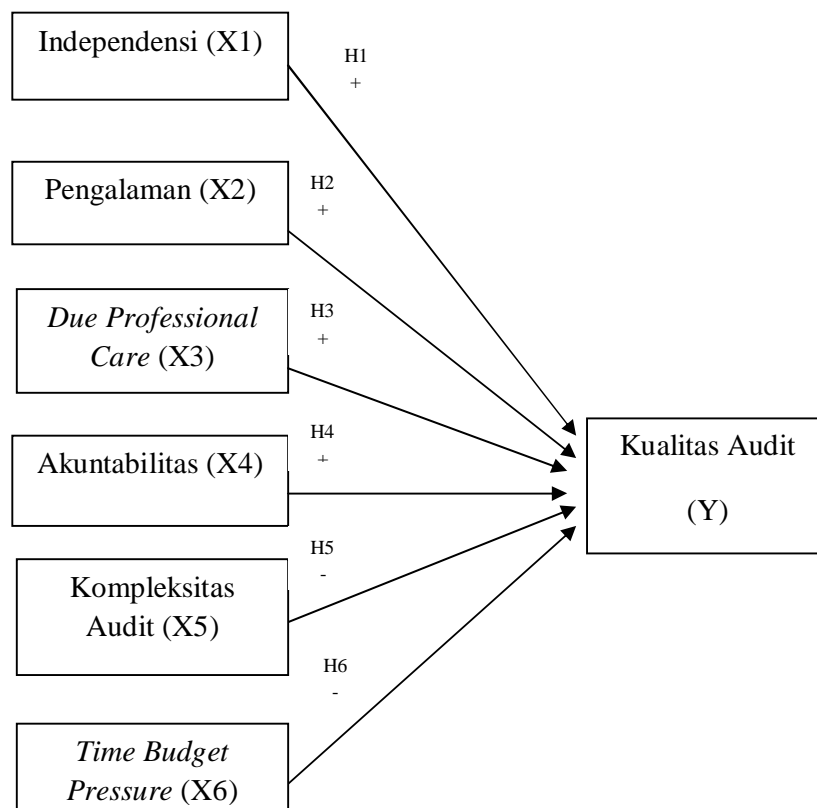 Independensi (X1)
H1
+
Pengalaman (X2)
H2
+
Due Professional
Care (X3)
H3
+
Akuntabilitas (X4)
H4
+
Kualitas Audit
(Y)
Kompleksitas
Audit (X5)
H5
-
Time Budget
Pressure (X6)
H6
-